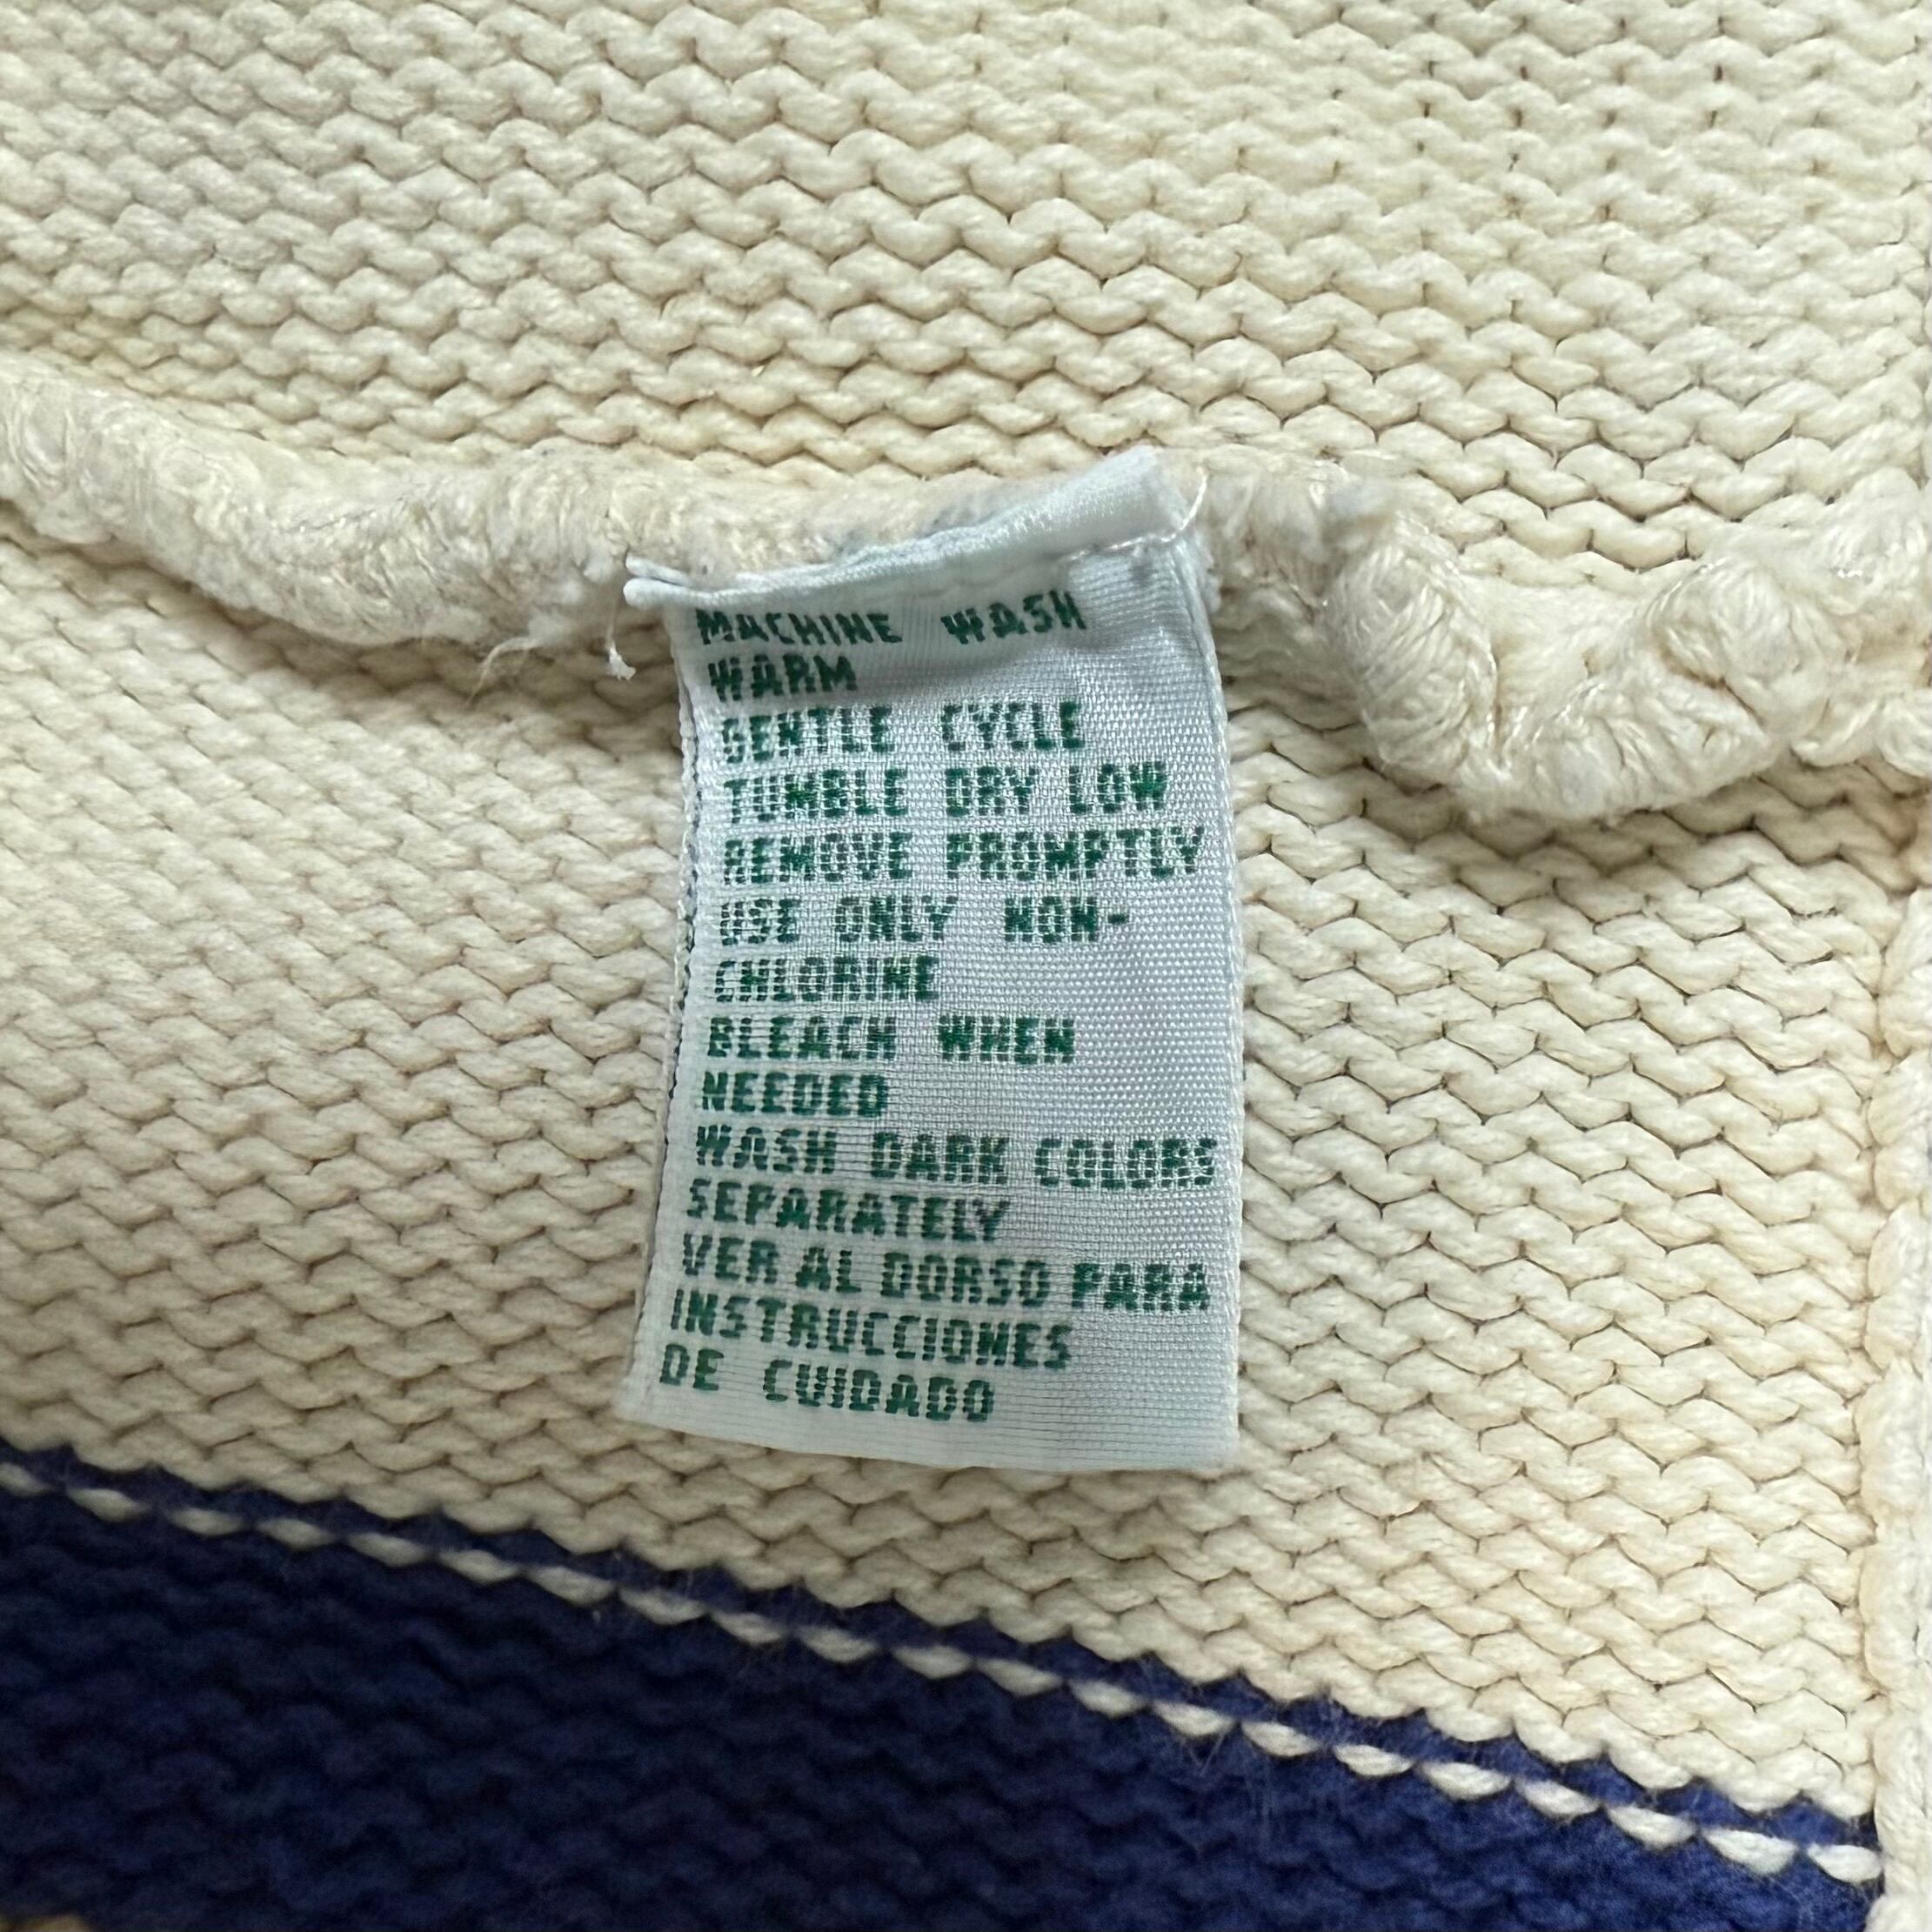 MACHINE WASH
WARM
GENTLE CYCLE
TUMBLE DRY LOW
REMOVE PROMPTLY
USE ONLY NON-
CHLORINE
BLEACH WHEN
NEEDED
WASH DARK COLORS
SEPARATELY
VER AL DORSO PARA
INSTRUCCIONES
DE CUIDADO